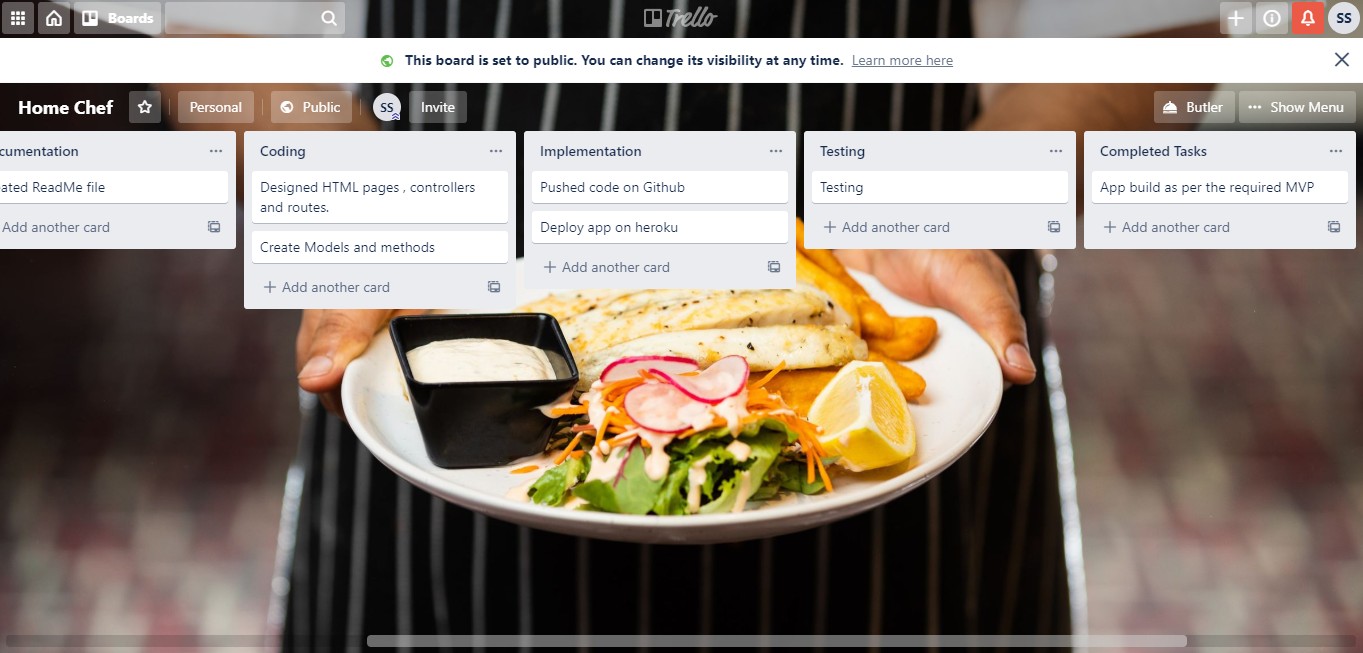 Boards
Trello
SS
This board is set to public. You can change its visibility at any time. Learn more here
Home Chef
Personal
Public
SS
Invite
Butler
Show Menu
cumentation
ated ReadMe file
Add another card
Coding
Designed HTML pages , controllers
and routes.
Create Models and methods
Add another card
Implementation
Pushed code on Github
Deploy app on heroku
Add another card
Testing
Testing
Add another card
Completed Tasks
App build as per the required MVP
Add another card